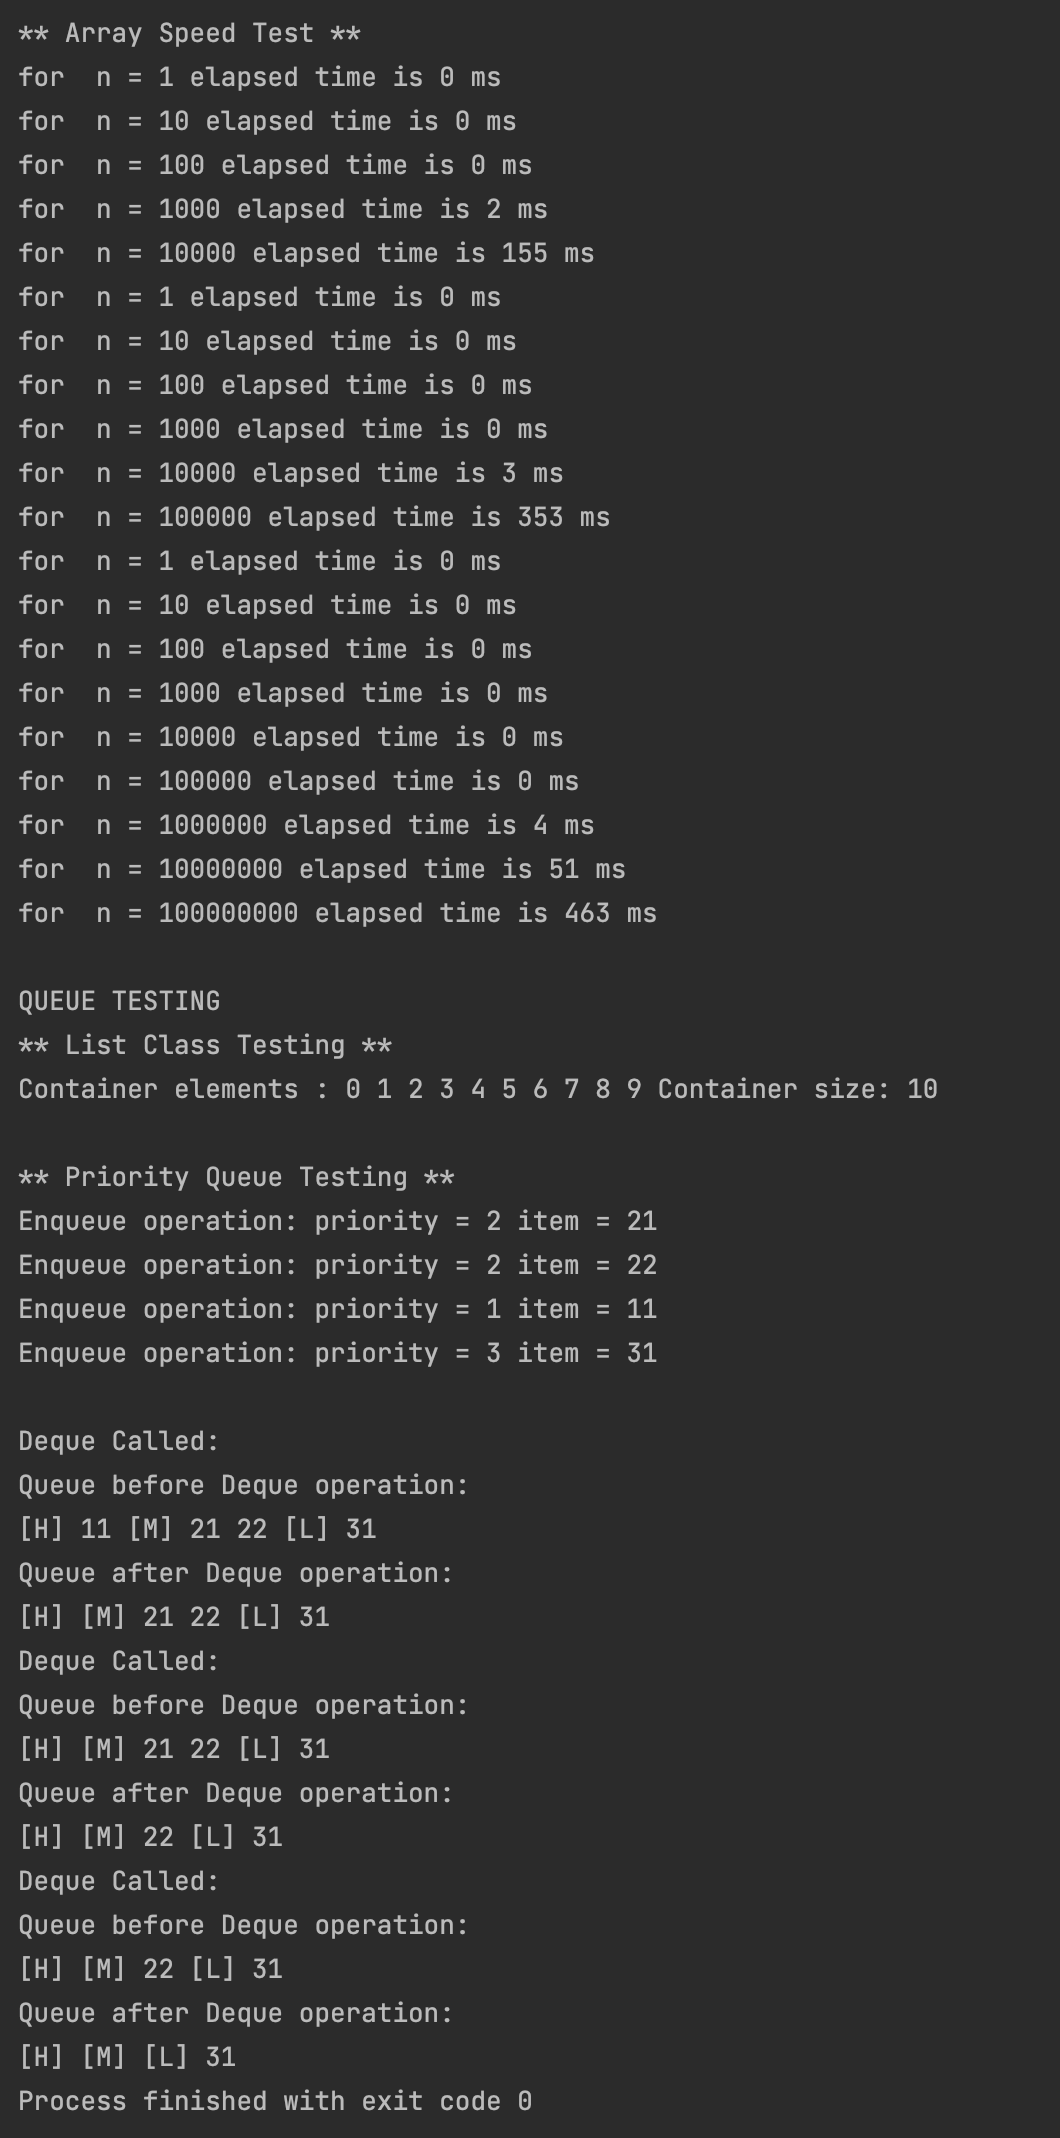 ** Array Speed Test **
for  n = 1 elapsed time is 0 ms
for  n = 10 elapsed time is 0 ms
for  n = 100 elapsed time is 0 ms
for  n = 1000 elapsed time is 2 ms
for  n = 10000 elapsed time is 155 ms
for  n = 1 elapsed time is 0 ms
for  n = 10 elapsed time is 0 ms
for  n = 100 elapsed time is 0 ms
for  n = 1000 elapsed time is 0 ms
for  n = 10000 elapsed time is 3 ms
for  n = 100000 elapsed time is 353 ms
for  n = 1 elapsed time is 0 ms
for  n = 10 elapsed time is 0 ms
for  n = 100 elapsed time is 0 ms
for  n = 1000 elapsed time is 0 ms
for  n = 10000 elapsed time is 0 ms
for  n = 100000 elapsed time is 0 ms
for  n = 1000000 elapsed time is 4 ms
for  n = 10000000 elapsed time is 51 ms
for  n = 100000000 elapsed time is 463 ms

QUEUE TESTING
** List Class Testing **
Container elements : 0 1 2 3 4 5 6 7 8 9 Container size: 10

** Priority Queue Testing **
Enqueue operation: priority = 2 item = 21
Enqueue operation: priority = 2 item = 22
Enqueue operation: priority = 1 item = 11
Enqueue operation: priority = 3 item = 31

Deque Called:
Queue before Deque operation:
[H] 11 [M] 21 22 [L] 31
Queue after Deque operation:
[H] [M] 21 22 [L] 31
Deque Called:
Queue before Deque operation:
[H] [M] 21 22 [L] 31
Queue after Deque operation:
[H] [M] 22 [L] 31
Deque Called:
Queue before Deque operation:
[H] [M] 22 [L] 31
Queue after Deque operation:
[H] [M] [L] 31
Process finished with exit code 0